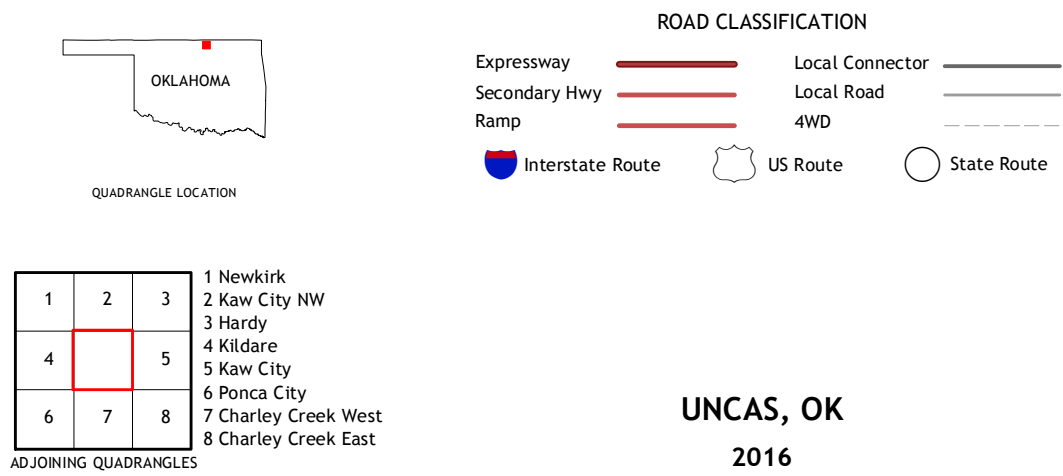 OKLAHOMA
QUADRANGLE LOCATION
ROAD CLASSIFICATION
Expressway
Local Connector
Secondary Hwy
Local Road
Ramp
4WD
Interstate Route
US Route
State Route
1 2 3
4 5
6 7 8
1 Newkirk
2 Kaw City NW
3 Hardy
4 Kildare
5 Kaw City
6 Ponca City
7 Charley Creek West
8 Charley Creek East
ADJOINING QUADRANGLES
UNCAS, OK
2016